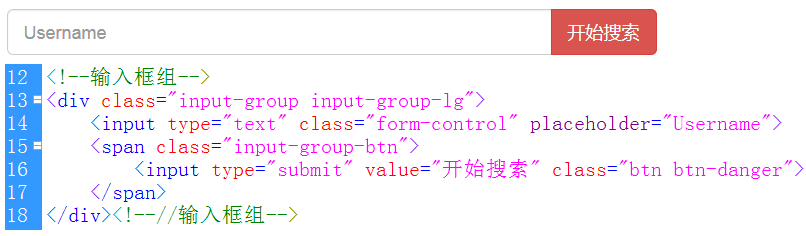 Username 开始搜索
12 <!--输入框组-->
13 <div class="input-group input-group-lg">
14     <input type="text" class="form-control" placeholder="Username">
15     <span class="input-group-btn">
16         <input type="submit" value="开始搜索" class="btn btn-danger">
17     </span>
18 </div><!--//输入框组-->